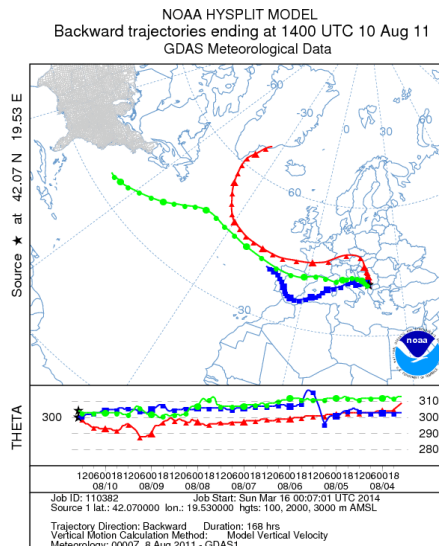 NOAA HYSPLIT MODEL
Backward trajectories ending at 1400 UTC 10 Aug 11
GDAS Meteorological Data
Source ★ at 42.07 N 19.53 E
0
30
30
60
60
-30
noaa
THETA
300
310
300
290
280
12060018120600181206001812060018120600181206001812060018
08/10 08/09 08/08 08/07 08/06 08/05 08/04
Job ID: 110382 Job Start: Sun Mar 16 00:07:01 UTC 2014
Source 1 lat.: 42.070000 lon.: 19.530000 hgts: 100, 2000, 3000 m AMSL
Trajectory Direction: Backward Duration: 168 hrs
Vertical Motion Calculation Method: Model Vertical Velocity
Meteorology: 0000Z 8 Aug 2011 - GDAS1